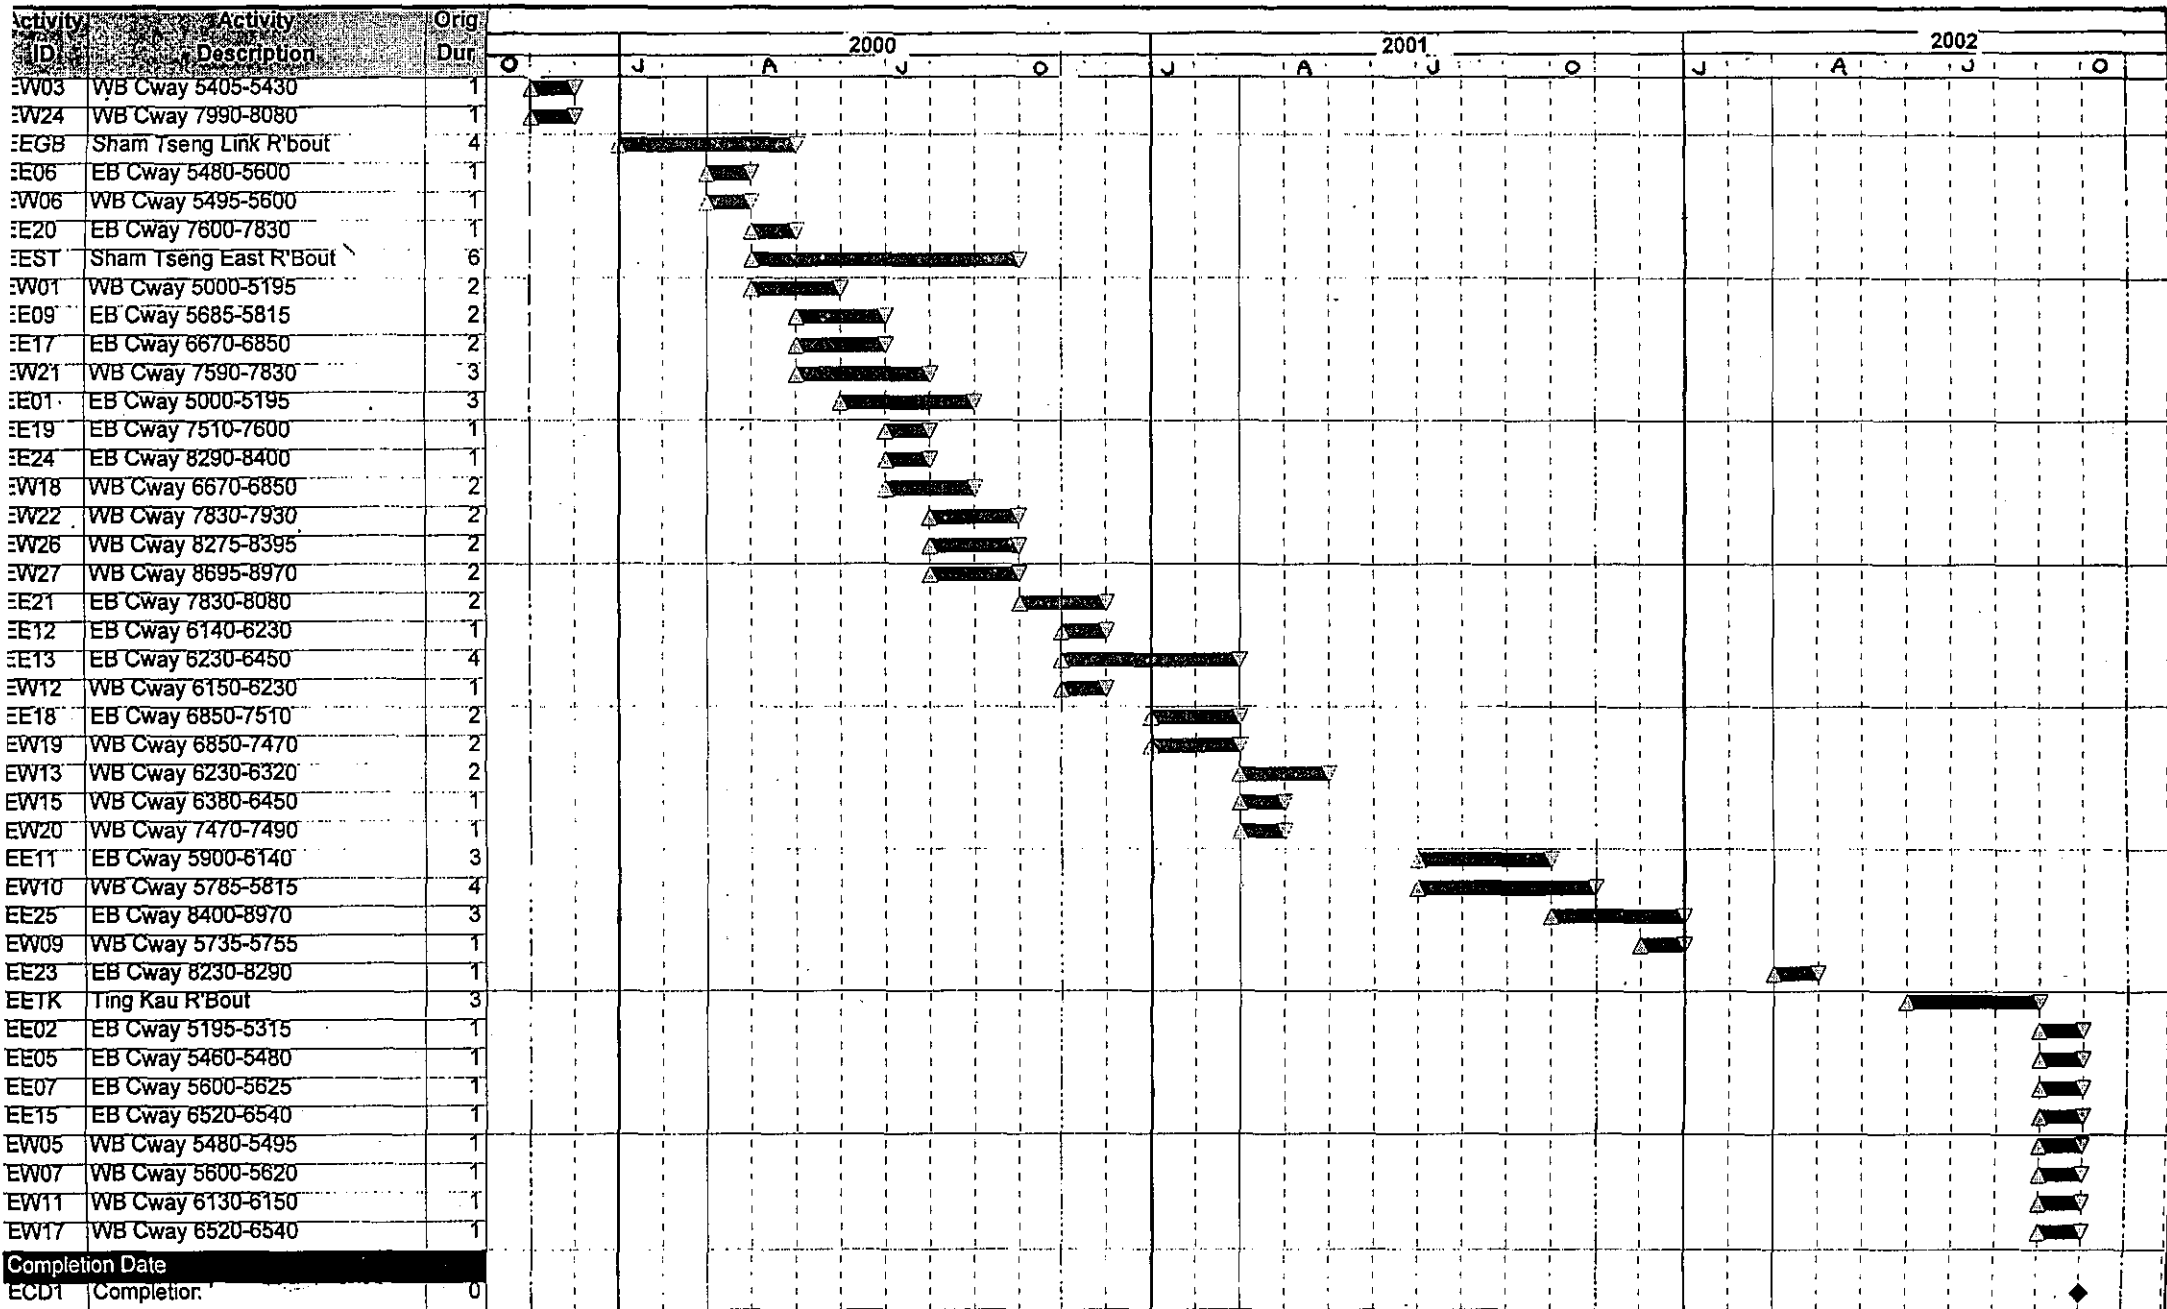 Activity Activity Orig
ID Description Dur
2000 2001 2002
O J A J O J A J O J A J O
EW03 WB Cway 5405-5430 1
EW24 WB Cway 7990-8080 1
EEGB Sham Tseng Link R'bout 4
EE06 EB Cway 5480-5600 1
EW06 WB Cway 5495-5600 1
EE20 EB Cway 7600-7830 1
EEST Sham Tseng East R'Bout 6
EW01 WB Cway 5000-5195 2
EE09 EB Cway 5685-5815 2
EE17 EB Cway 6670-6850 2
EW21 WB Cway 7590-7830 3
EE01 EB Cway 5000-5195 3
EE19 EB Cway 7510-7600 1
EE24 EB Cway 8290-8400 1
EW18 WB Cway 6670-6850 2
EW22 WB Cway 7830-7930 2
EW26 WB Cway 8275-8395 2
EW27 WB Cway 8695-8970 2
EE21 EB Cway 7830-8080 2
EE12 EB Cway 6140-6230 1
EE13 EB Cway 6230-6450 4
EW12 WB Cway 6150-6230 1
EE18 EB Cway 6850-7510 2
EW19 WB Cway 6850-7470 2
EW13 WB Cway 6230-6320 2
EW15 WB Cway 6380-6450 1
EW20 WB Cway 7470-7490 1
EE11 EB Cway 5900-6140 3
EW10 WB Cway 5785-5815 4
EE25 EB Cway 8400-8970 3
EW09 WB Cway 5735-5755 1
EE23 EB Cway 8230-8290 1
EETK Ting Kau R'Bout 3
EE02 EB Cway 5195-5315 1
EE05 EB Cway 5460-5480 1
EE07 EB Cway 5600-5625 1
EE15 EB Cway 6520-6540 1
EW05 WB Cway 5480-5495 1
EW07 WB Cway 5600-5620 1
EW11 WB Cway 6130-6150 1
EW17 WB Cway 6520-6540 1
Completion Date
ECD1 Completion 0